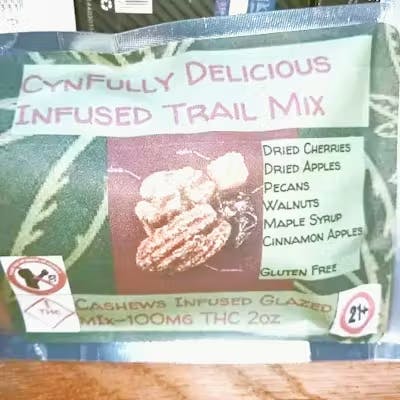 CynFully Delicious
Infused Trail Mix
Dried Cherries
Dried Apples
Pecans
Walnuts
Maple Syrup
Cinnamon Apples
Gluten Free
Cashews Infused Glazed
mix-100mg THC 2oz
THC
21+